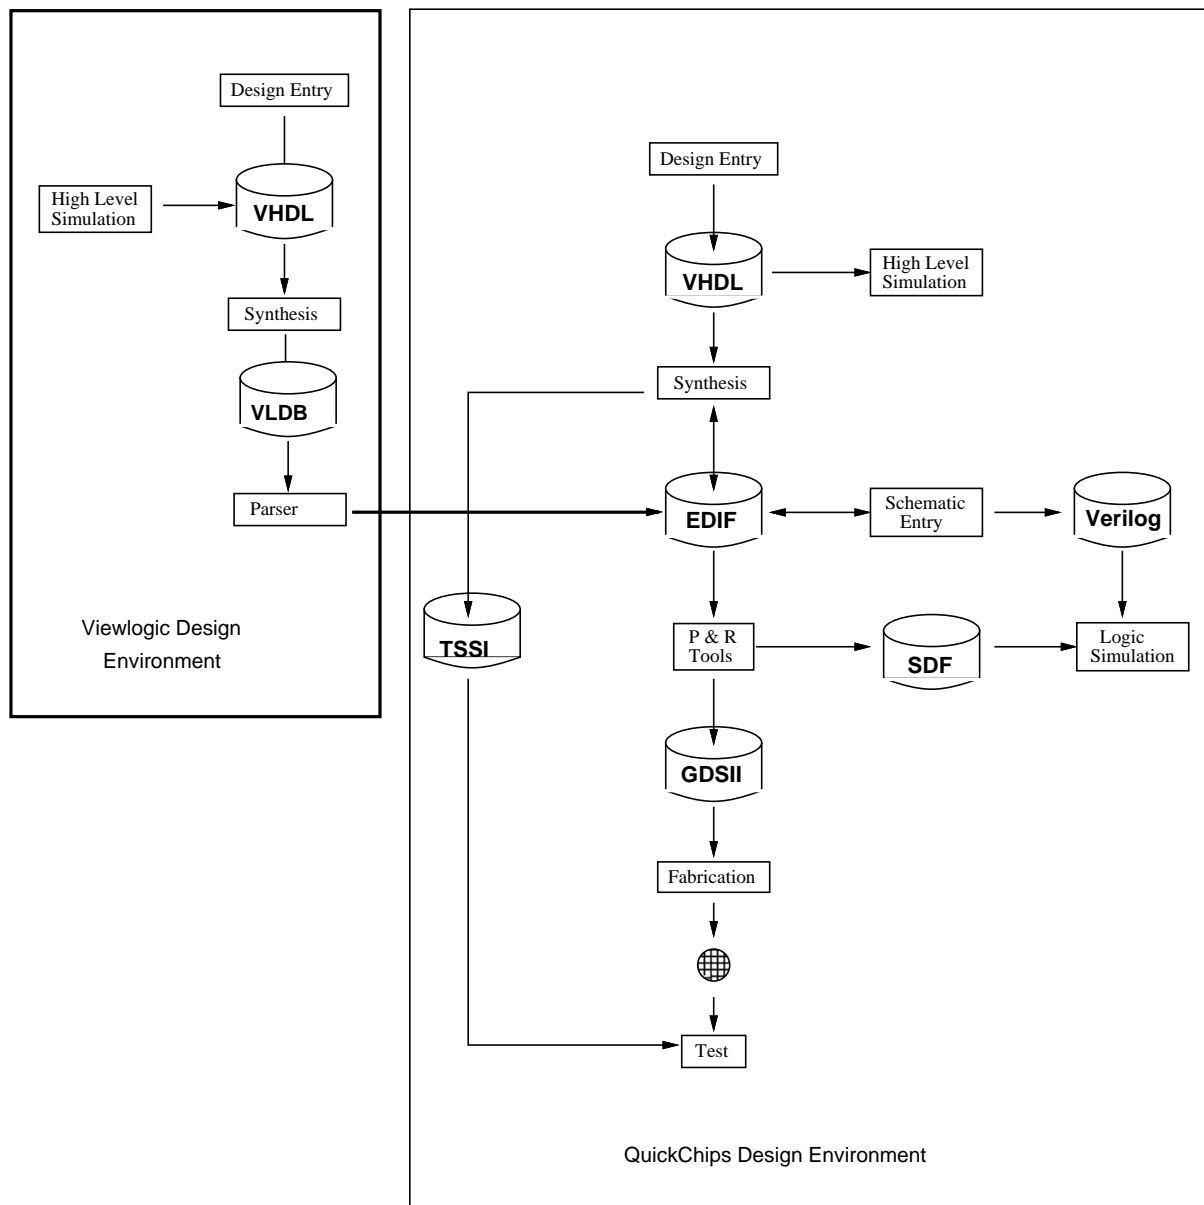 Design Entry
High Level
Simulation
VHDL
Synthesis
VLDB
Parser
Viewlogic Design
Environment
Design Entry
VHDL
High Level
Simulation
Synthesis
EDIF
Schematic
Entry
Verilog
TSSI
P & R
Tools
SDF
Logic
Simulation
GDSII
Fabrication
Test
QuickChips Design Environment